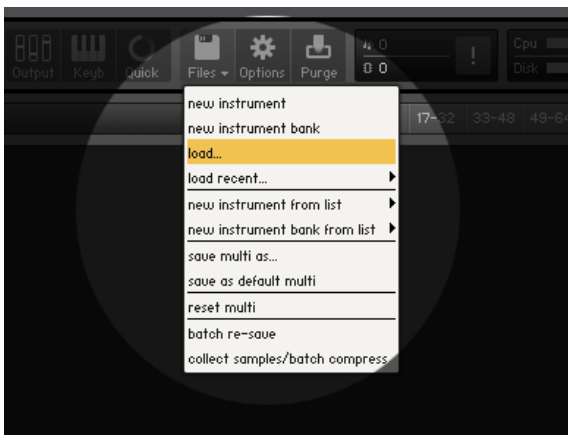 Output Keyb Quick Files Options Purge 0 Cpu
0 ! Disk
17-32 33-48 49-64
new instrument
new instrument bank
load...
load recent...
new instrument from list
new instrument bank from list
save multi as...
save as default multi
reset multi
batch re-save
collect samples/batch compress